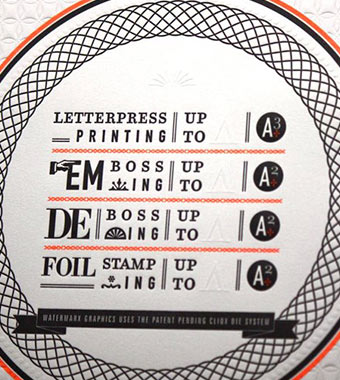 LETTERPRESS UP
PRINTING TO A3+
EM BOSS UP
ING TO A2+
DE BOSS UP
ING TO A2+
FOIL STAMP UP
ING TO A2+
WATERMARK GRAPHICS USES THE PATENT PENDING CLIQX DIE SYSTEM